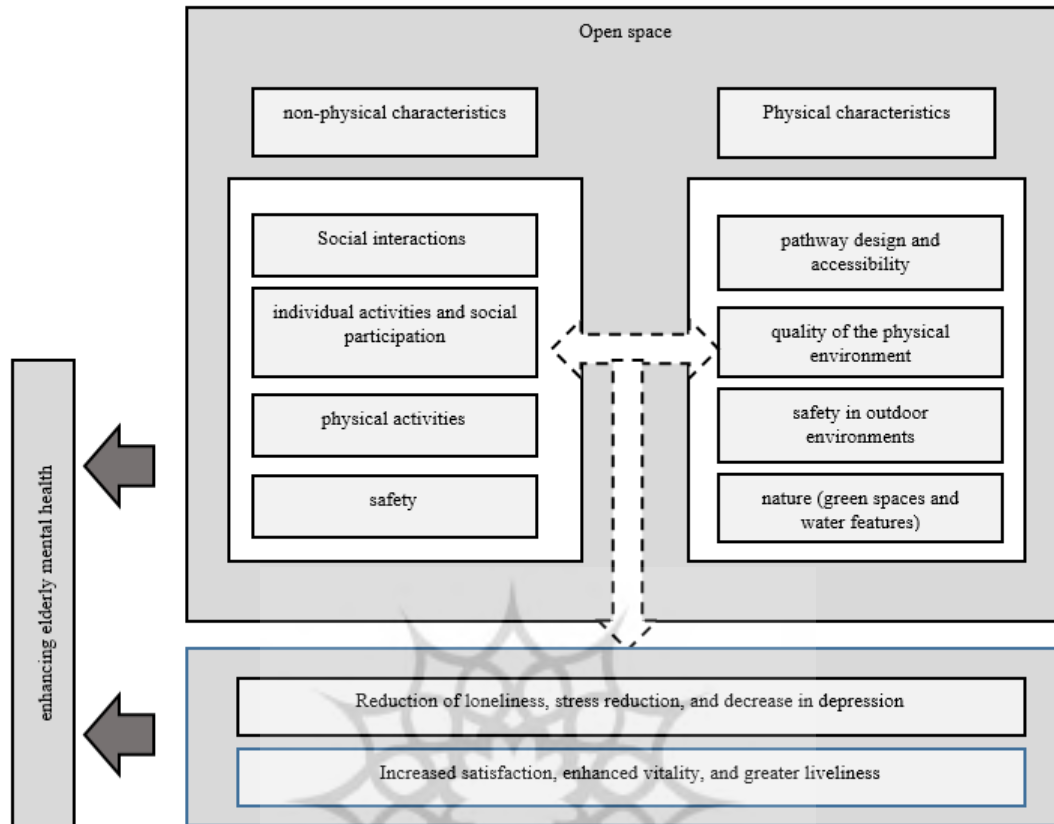 Open space
non-physical characteristics
Physical characteristics
Social interactions
individual activities and social
participation
physical activities
safety
pathway design and
accessibility
quality of the physical
environment
safety in outdoor
environments
nature (green spaces and
water features)
enhancing elderly mental health
Reduction of loneliness, stress reduction, and decrease in depression
Increased satisfaction, enhanced vitality, and greater liveliness